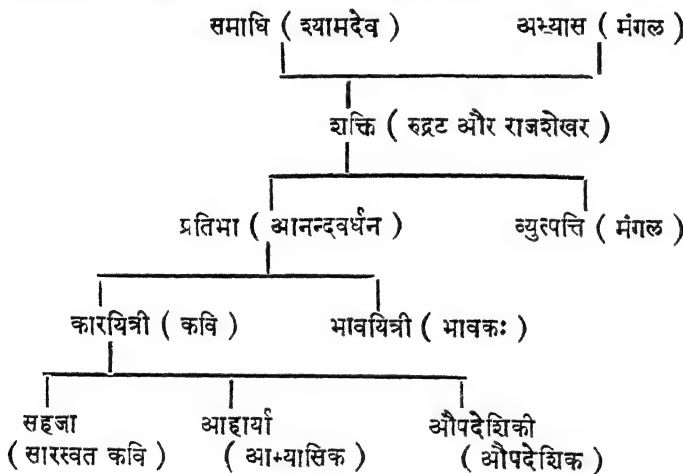 समाधि ( श्यामदेव ) अभ्यास ( मंगल )
शक्ति ( रुद्रट और राजशेखर )
प्रतिभा ( आनन्दवर्धन ) व्युत्पत्ति ( मंगल )
कारयित्री ( कवि ) भावयित्री ( भावकः )
सहजा आहार्या औपदेशिकी
( सारस्वत कवि ) ( आभ्यासिक ) ( औपदेशिक )